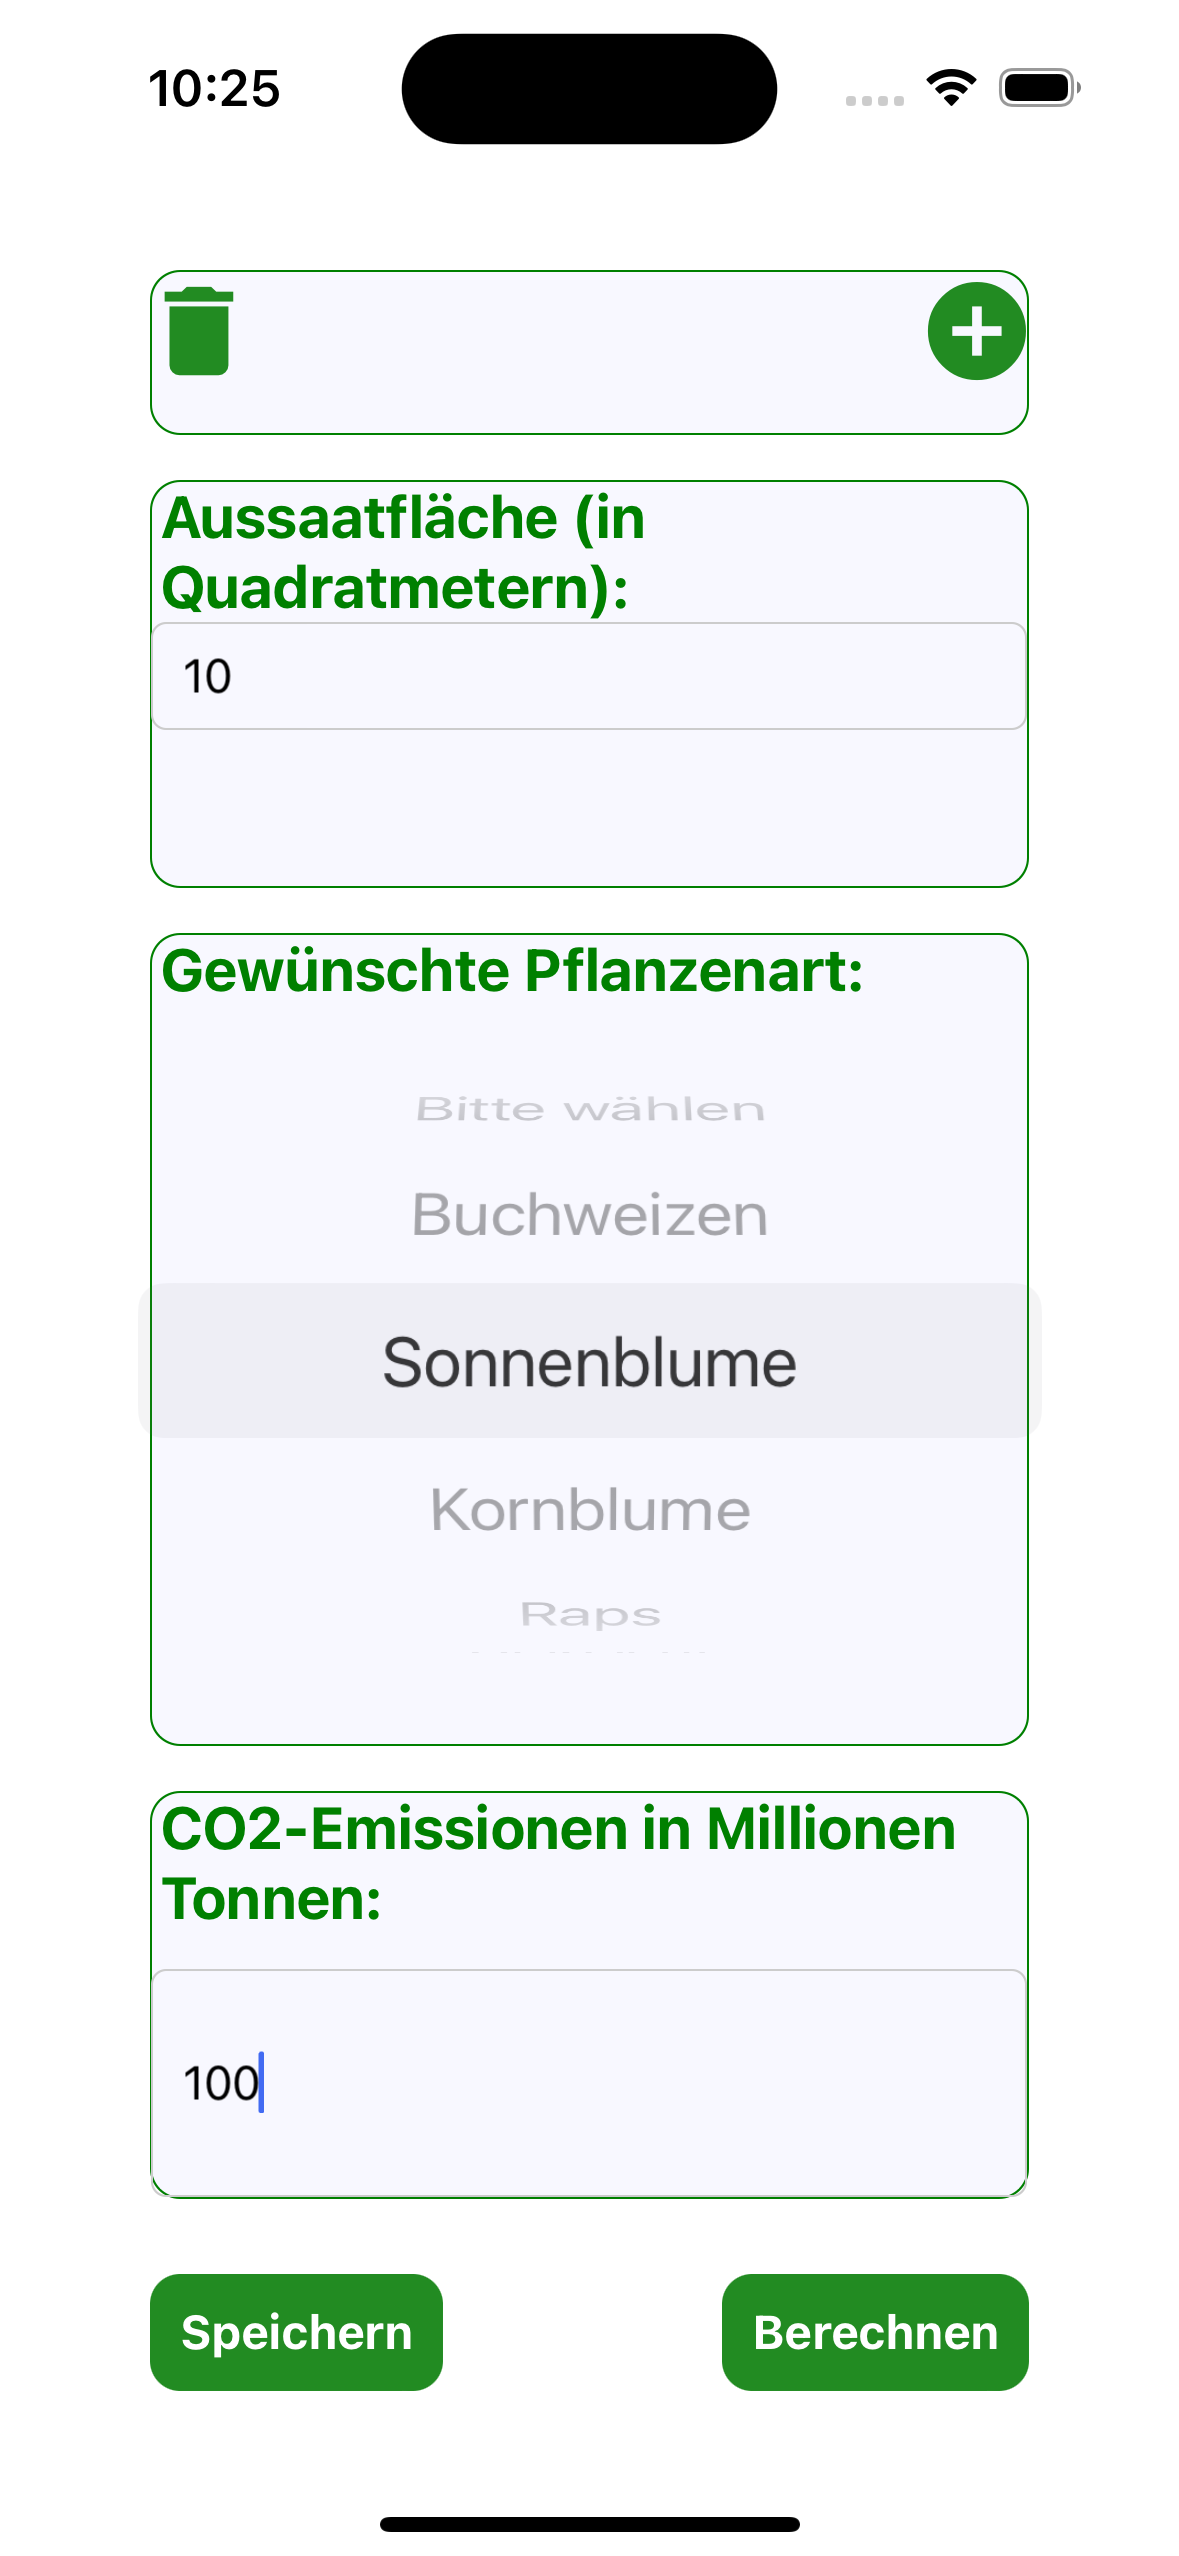 10:25
Aussaatfläche (in
Quadratmetern):
10
Gewünschte Pflanzenart:
Bitte wählen
Buchweizen
Sonnenblume
Kornblume
Raps
CO2-Emissionen in Millionen
Tonnen:
100
Speichern
Berechnen